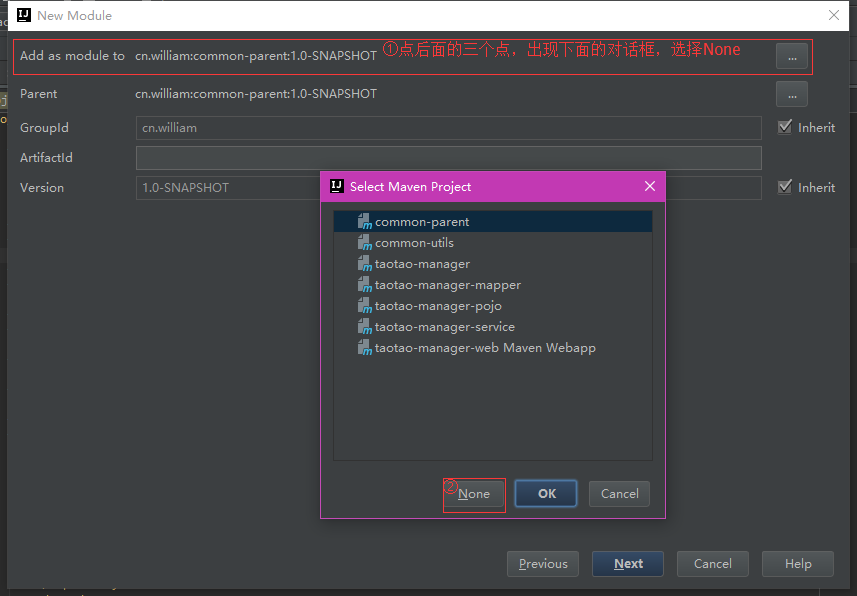 New Module
Add as module to cn.william:common-parent:1.0-SNAPSHOT ①点后面的三个点，出现下面的对话框，选择None ...
Parent cn.william:common-parent:1.0-SNAPSHOT ...
GroupId cn.william Inherit
ArtifactId
Version 1.0-SNAPSHOT Inherit
Select Maven Project
common-parent
common-utils
taotao-manager
taotao-manager-mapper
taotao-manager-pojo
taotao-manager-service
taotao-manager-web Maven Webapp
② None OK Cancel
Previous Next Cancel Help